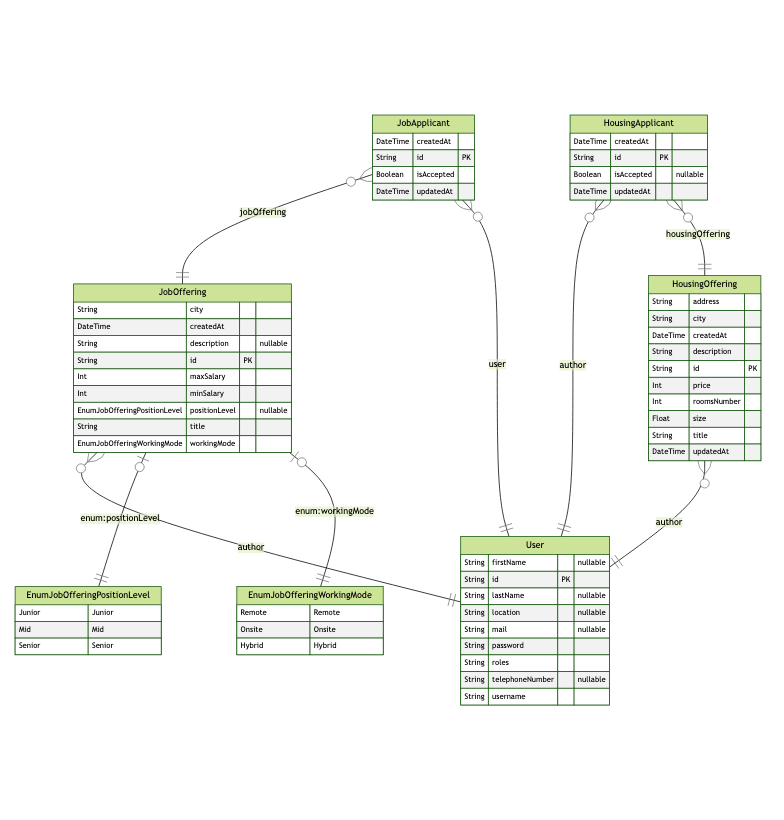 JobApplicant
DateTime createdAt
String id PK
Boolean isAccepted
DateTime updatedAt
HousingApplicant
DateTime createdAt
String id PK
Boolean isAccepted nullable
DateTime updatedAt
jobOffering
housingOffering
JobOffering
String city
DateTime createdAt
String description nullable
String id PK
Int maxSalary
Int minSalary
EnumJobOfferingPositionLevel positionLevel nullable
String title
EnumJobOfferingWorkingMode workingMode
HousingOffering
String address
String city
DateTime createdAt
String description
String id PK
Int price
Int roomsNumber
Float size
String title
DateTime updatedAt
user
author
enum:positionLevel
enum:workingMode
author
author
User
String firstName nullable
String id PK
String lastName nullable
String location nullable
String mail nullable
String password
String roles
String telephoneNumber nullable
String username
EnumJobOfferingPositionLevel
Junior Junior
Mid Mid
Senior Senior
EnumJobOfferingWorkingMode
Remote Remote
Onsite Onsite
Hybrid Hybrid